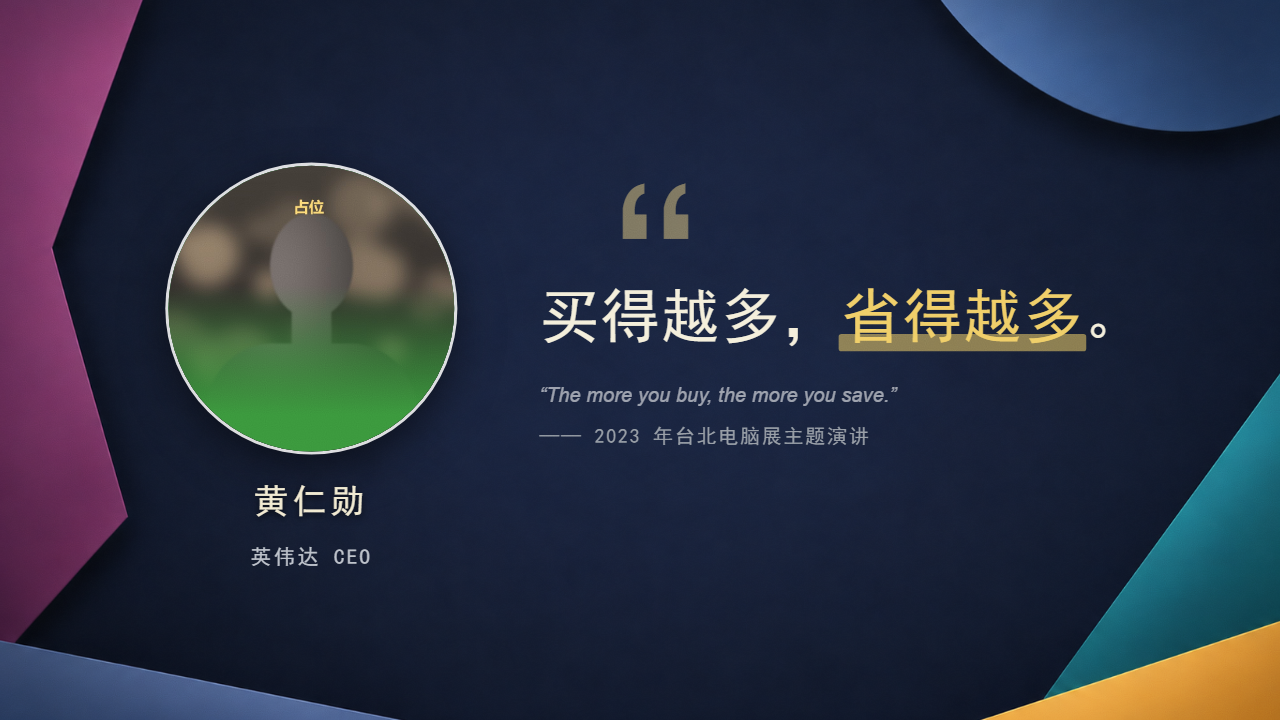 占位
黄仁勋
英伟达 CEO
“
买得越多，省得越多。
“The more you buy, the more you save.”
—— 2023 年台北电脑展主题演讲